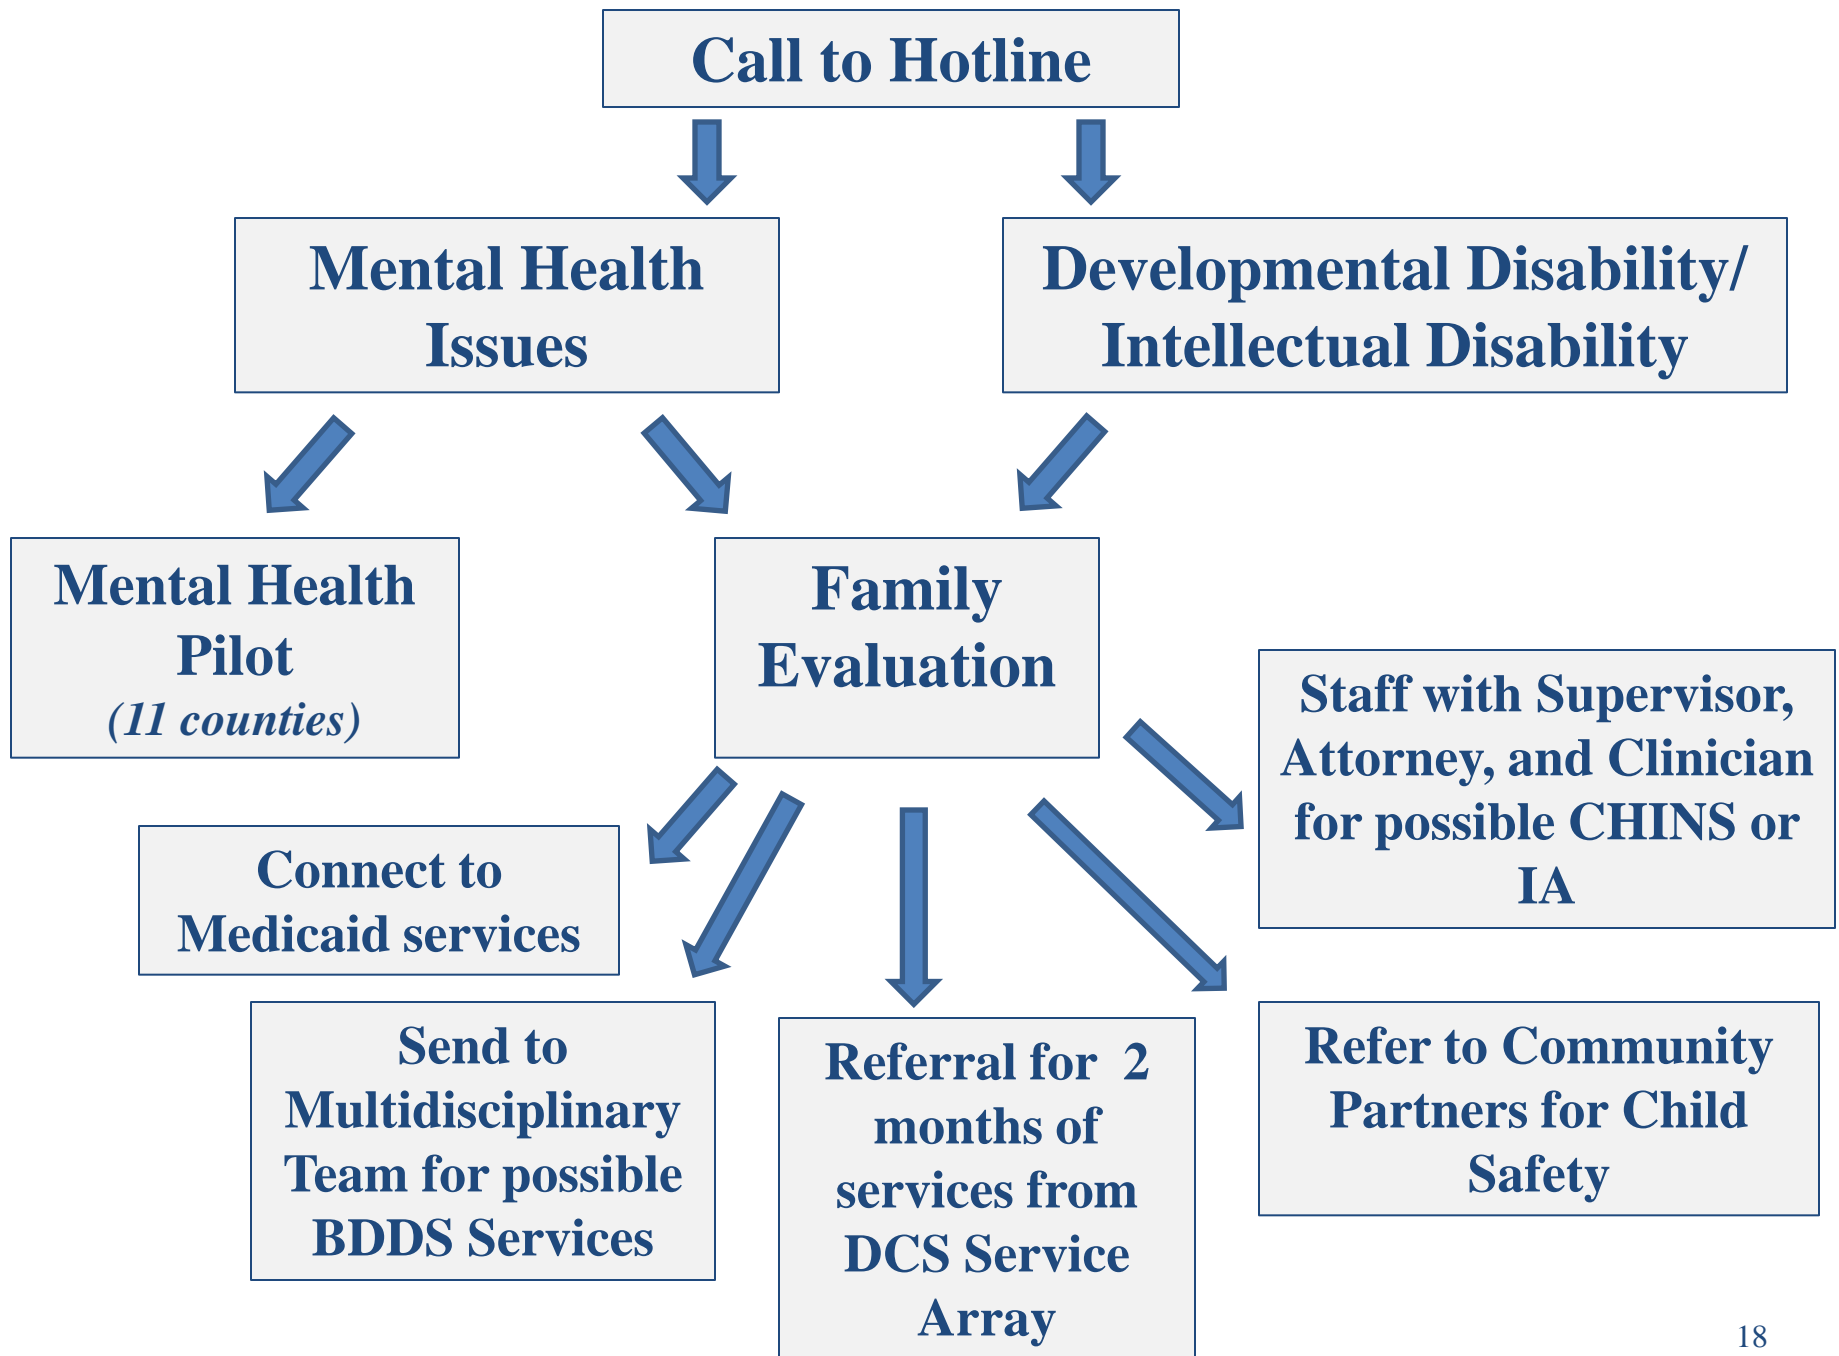 Call to Hotline
Mental Health
Issues
Developmental Disability/
Intellectual Disability
Mental Health
Pilot
(11 counties)
Family
Evaluation
Staff with Supervisor,
Attorney, and Clinician
for possible CHINS or
IA
Connect to
Medicaid services
Send to
Multidisciplinary
Team for possible
BDDS Services
Referral for  2
months of
services from
DCS Service
Array
Refer to Community
Partners for Child
Safety
18